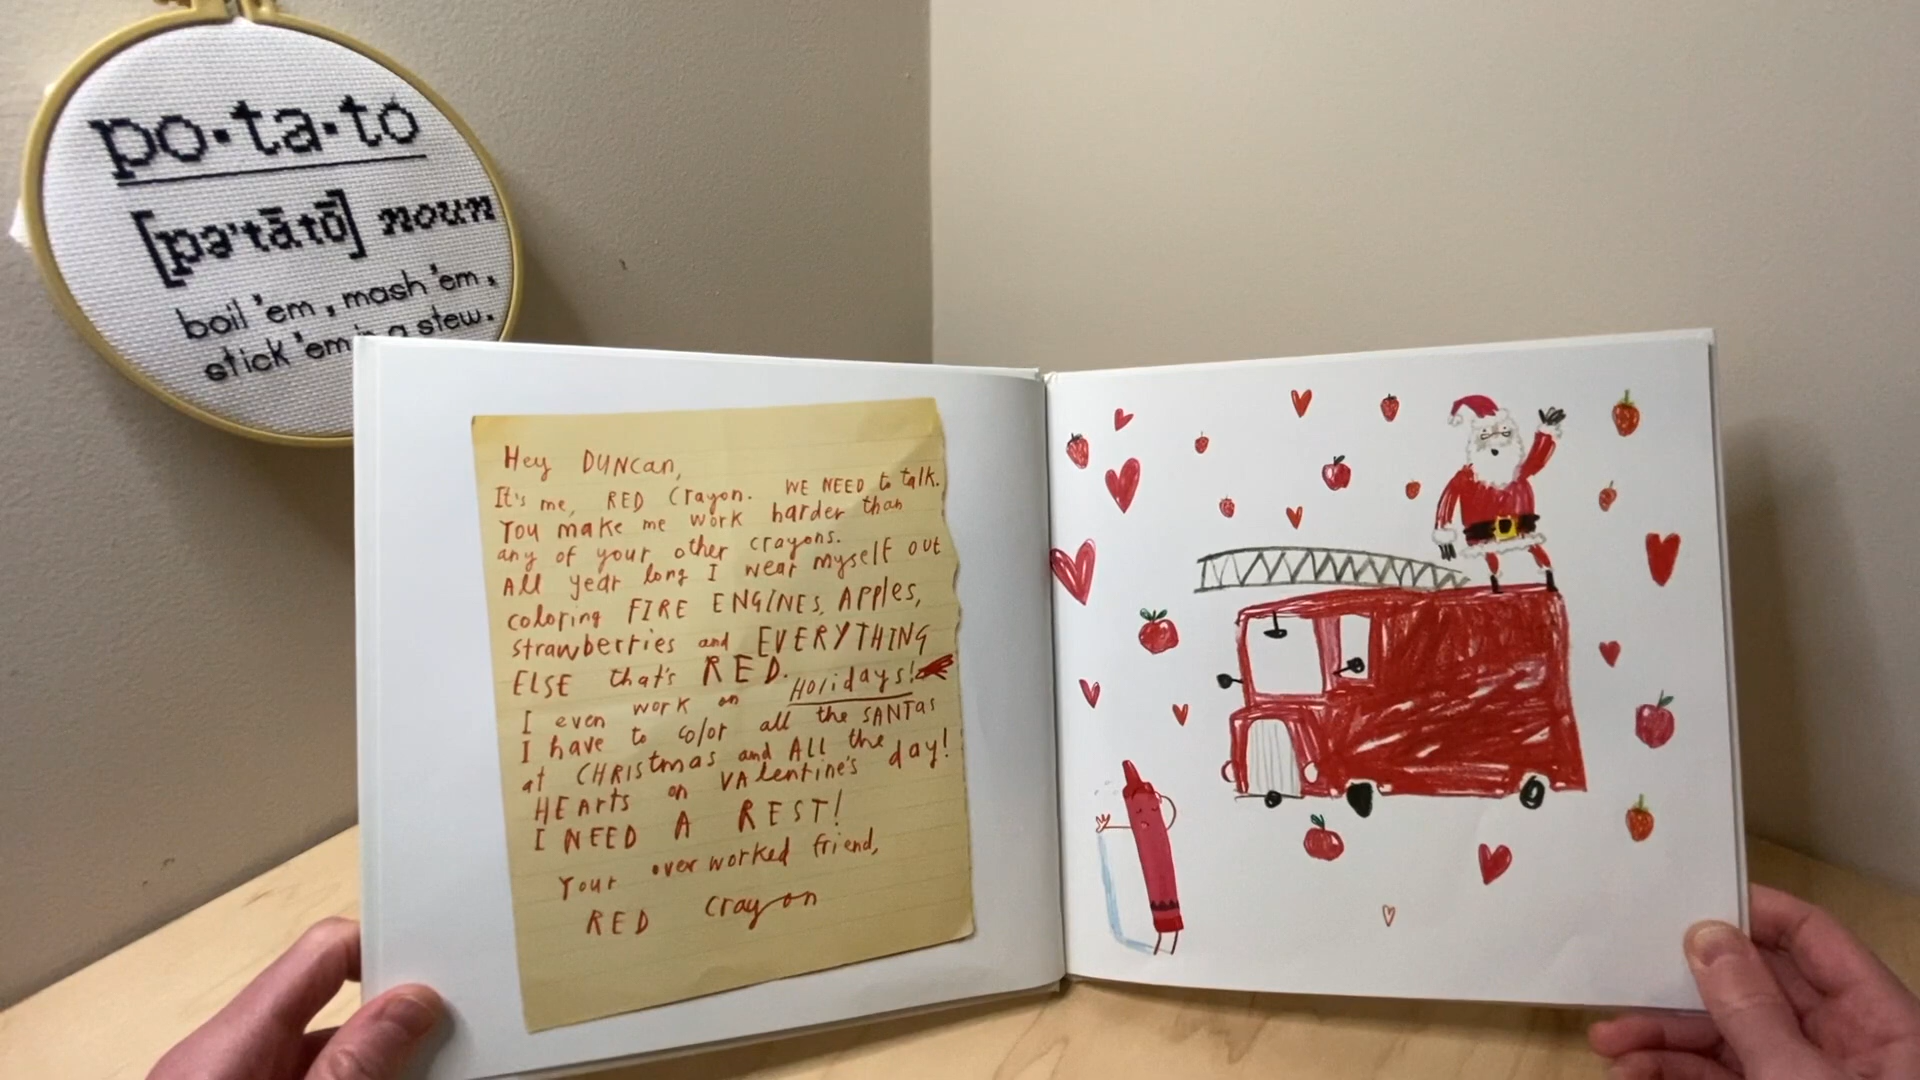 po·ta·to
[pə'tātō] noun
boil 'em, mash 'em,
stick 'em in a stew.
Hey DUNCan,
It's me, RED Crayon. WE NEED to talk.
You make me work harder than
any of your other crayons.
All year long I wear myself out
coloring FIRE ENGINES, APPles,
strawberries and EVERYTHING
ELSE that's RED.
I even work on Holidays!
I have to color all the SANTas
at CHRIStmas and ALL the
HEArts on VAlentine's day!
I NEED A REST!
Your overworked friend,
RED Crayon